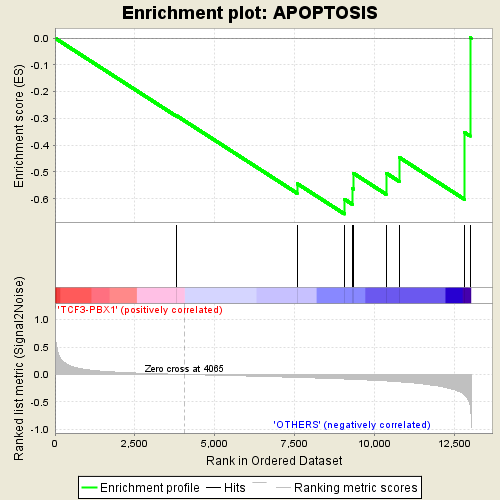 Enrichment plot: APOPTOSIS
Enrichment score (ES)
0.0
-0.1
-0.2
-0.3
-0.4
-0.5
-0.6
'TCF3-PBX1' (positively correlated)
Ranked list metric (Signal2Noise)
1.0
0.5
0.0
-0.5
-1.0
Zero cross at 4065
'OTHERS' (negatively correlated)
0 2,500 5,000 7,500 10,000 12,500
Rank in Ordered Dataset
Enrichment profile Hits Ranking metric scores